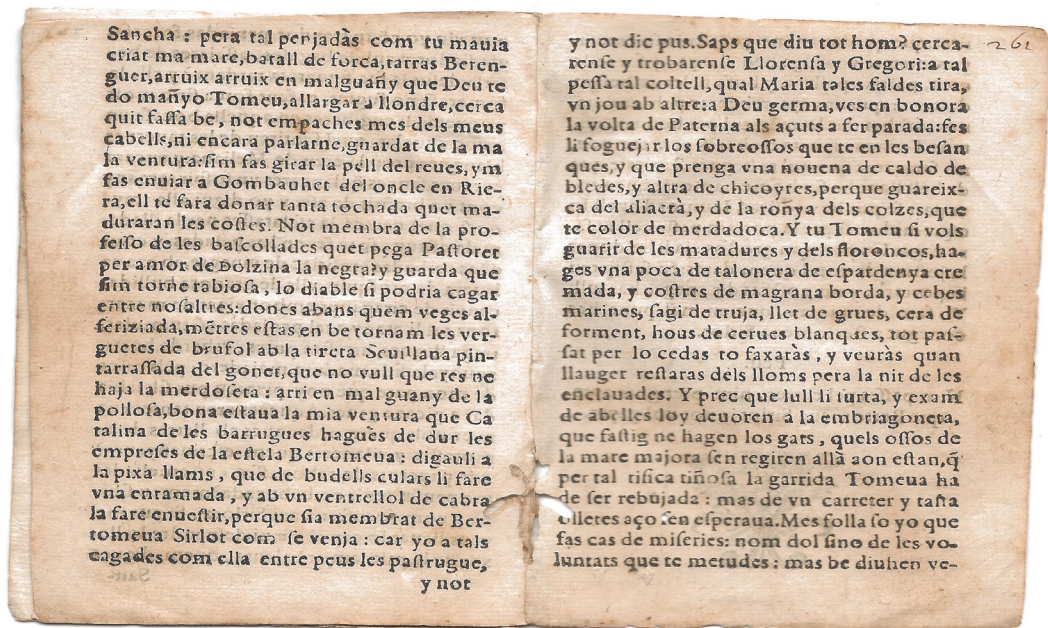 Sancha : pera tal penjadàs com tu mauia
criat ma mare,batall de forca,tarras Beren-
guer,arruix arruix en malguañy que Deu te
do mañyo Tomeu,allargar a llondre,cerca
quit faſſa be, not empaches mes dels meus
cabells,ni encara parlarne,guardat de la ma
la ventura:ſim fas girar la pell del reues, ym
fas enuiar a Gombauhet del oncle en Rie-
ra,ell te fara donar tanta tochada quet ma-
duraran les coſtes. Not membra de la pro-
feſſo de les baſcollades quet pega Paſtoret
per amor de Dolzina la negra?y guarda que
ſim torne rabioſa, lo diable ſi podria cagar
entre noſaltres:doncs abans quem veges al-
feriziada,mẽtres eſtas en be tornam les ver-
guetes de brufol ab la tireta Seuillana pin-
tarraſſada del gonet,que no vull que res ne
haja la merdoſeta : arri en mal guany de la
polloſa,bona eſtaua la mia ventura que Ca
talina de les barrugues haguès de dur les
empreſes de la eſtela Bertomeua : digauli a
la pixa llams , que de budells culars li fare
vna enramada , y ab vn ventrellol de cabra
la fare enueſtir,perque ſia membrat de Ber-
tomeua Sirlot com ſe venja : car yo a tals
cagades com ella entre peus les paſtrugue,
y not
261
y not dic pus.Saps que diu tot hom? cerca-
renſe y trobarenſe Llorenſa y Gregori:a tal
peſſa tal coltell,qual Maria tales faldes tira,
vn jou ab altre:a Deu germa,ves en bonora
la volta de Paterna als açuts a fer parada:fes
li foguejar los ſobreoſſos que te en les beſan
ques,y que prenga vna nouena de caldo de
bledes,y altra de chicoyres,perque guareix-
ca del aliacrà,y de la roñya dels colzes,que
te color de merdadoca.Y tu Tomeu ſi vols
guarir de les matadures y dels florencos,ha-
ges vna poca de talonera de eſpardenya cre
mada, y coſtres de magrana borda, y cebes
marines, ſagi de truja, llet de grues, cera de
forment, hous de cerues blanques, tot paſ-
ſat per lo cedas to faxaràs , y veuràs quan
llauger reſtaras dels lloms pera la nit de les
enclauades. Y prec que lull li ſurta, y exam
de abelles loy deuoren a la embriagoneta,
que faſtig ne hagen los gats , quels oſſos de
la mare majora ſen regiren allà aon eſtan,q̃
per tal tiſica tiñoſa la garrida Tomeua ha
de ſer rebujada : mas de vn carreter y taſta
olletes aço ſen eſperaua.Mes folla ſo yo que
fas cas de miſeries: nom dol ſino de les vo-
luntats que te metudes : mas be diuhen ve-